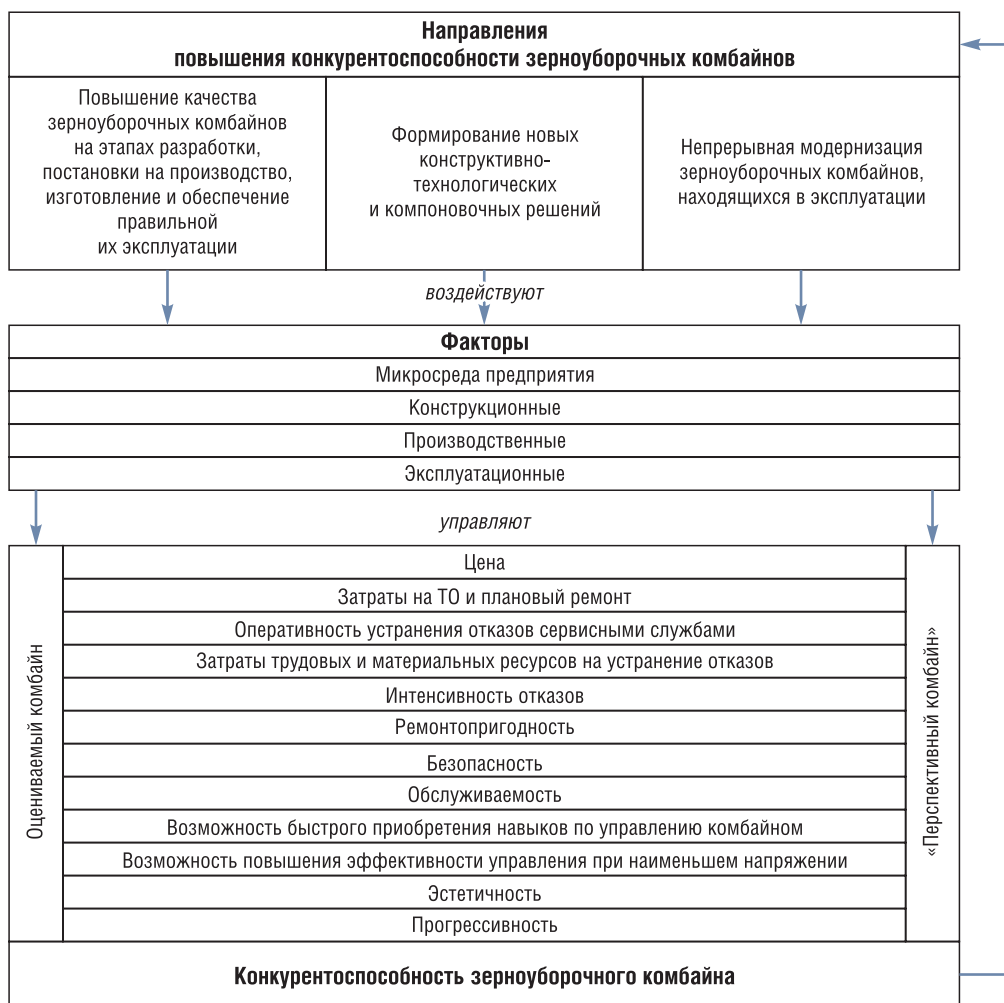 Направления
повышения конкурентоспособности зерноуборочных комбайнов
Повышение качества
зерноуборочных комбайнов
на этапах разработки,
постановки на производство,
изготовление и обеспечение
правильной
их эксплуатации
Формирование новых
конструктивно-
технологических
и компоновочных решений
Непрерывная модернизация
зерноуборочных комбайнов,
находящихся в эксплуатации
воздействуют
Факторы
Микросреда предприятия
Конструкционные
Производственные
Эксплуатационные
управляют
Оцениваемый комбайн
Цена
Затраты на ТО и плановый ремонт
Оперативность устранения отказов сервисными службами
Затраты трудовых и материальных ресурсов на устранение отказов
Интенсивность отказов
Ремонтопригодность
Безопасность
Обслуживаемость
Возможность быстрого приобретения навыков по управлению комбайном
Возможность повышения эффективности управления при наименьшем напряжении
Эстетичность
Прогрессивность
«Перспективный комбайн»
Конкурентоспособность зерноуборочного комбайна